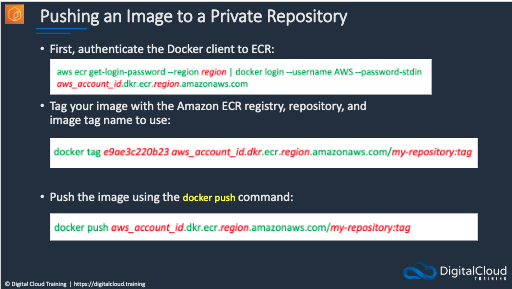 Pushing an Image to a Private Repository
• First, authenticate the Docker client to ECR:
aws ecr get-login-password --region region | docker login --username AWS --password-stdin
aws_account_id.dkr.ecr.region.amazonaws.com
• Tag your image with the Amazon ECR registry, repository, and
image tag name to use:
docker tag e9ae3c220b23 aws_account_id.dkr.ecr.region.amazonaws.com/my-repository:tag
• Push the image using the docker push command:
docker push aws_account_id.dkr.ecr.region.amazonaws.com/my-repository:tag
DigitalCloud
TRAINING
© Digital Cloud Training | https://digitalcloud.training